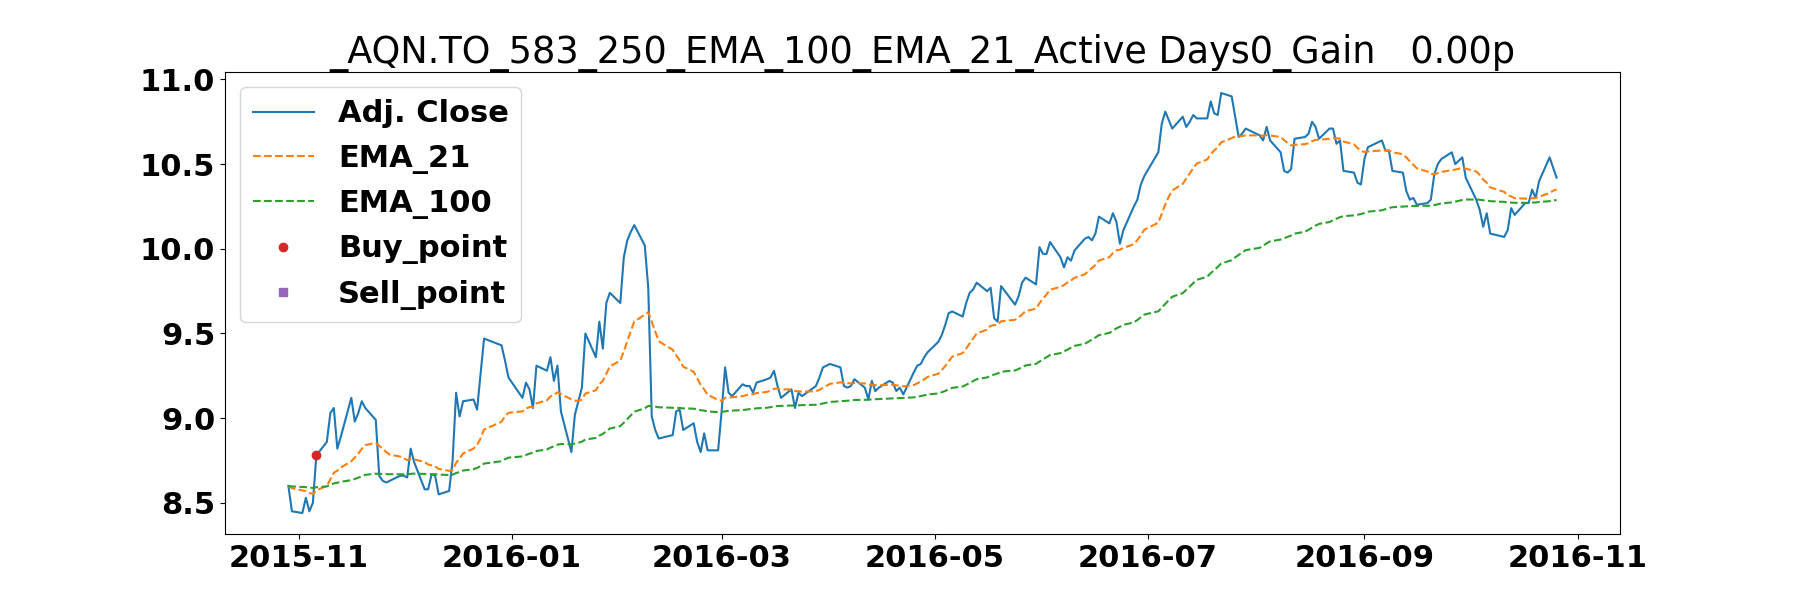 _AQN.TO_583_250_EMA_100_EMA_21_Active Days0_Gain   0.00p
11.0
10.5
10.0
9.5
9.0
8.5
Adj. Close
EMA_21
EMA_100
Buy_point
Sell_point
2015-11 2016-01 2016-03 2016-05 2016-07 2016-09 2016-11